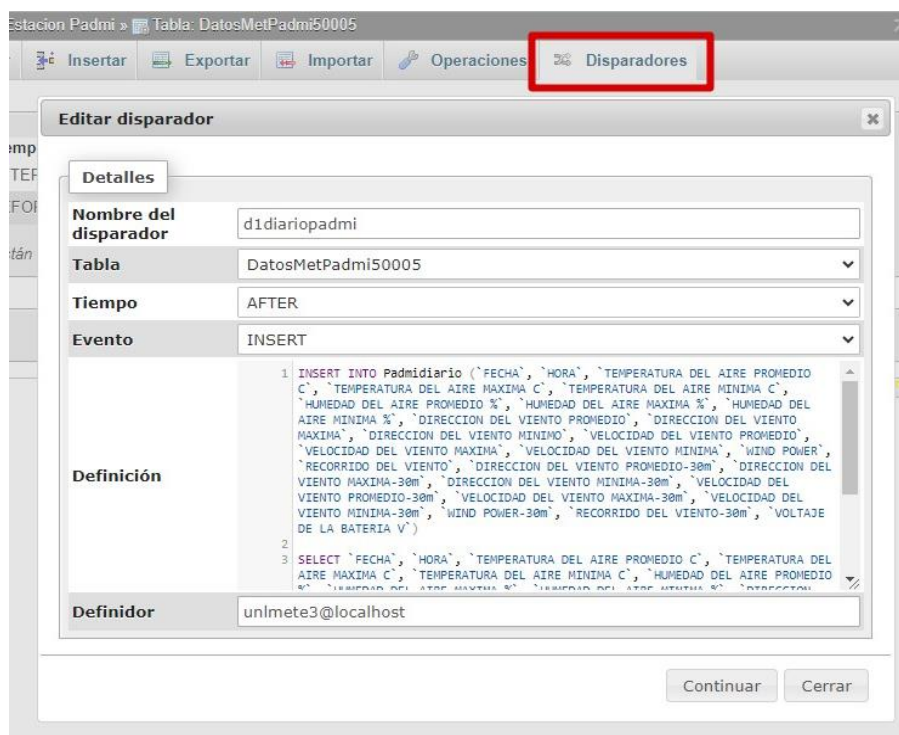 Estacion Padmi » Tabla: DatosMetPadmi50005
Insertar Exportar Importar Operaciones Disparadores
Editar disparador
Detalles
Nombre del disparador d1diariopadmi
Tabla DatosMetPadmi50005
Tiempo AFTER
Evento INSERT
Definición
1 INSERT INTO Padmidiario (`FECHA`, `HORA`, `TEMPERATURA DEL AIRE PROMEDIO
C`, `TEMPERATURA DEL AIRE MAXIMA C`, `TEMPERATURA DEL AIRE MINIMA C`,
`HUMEDAD DEL AIRE PROMEDIO %`, `HUMEDAD DEL AIRE MAXIMA %`, `HUMEDAD DEL
AIRE MINIMA %`, `DIRECCION DEL VIENTO PROMEDIO`, `DIRECCION DEL VIENTO
MAXIMA`, `DIRECCION DEL VIENTO MINIMO`, `VELOCIDAD DEL VIENTO PROMEDIO`,
`VELOCIDAD DEL VIENTO MAXIMA`, `VELOCIDAD DEL VIENTO MINIMA`, `WIND POWER`,
`RECORRIDO DEL VIENTO`, `DIRECCION DEL VIENTO PROMEDIO-30m`, `DIRECCION DEL
VIENTO MAXIMA-30m`, `DIRECCION DEL VIENTO MINIMA-30m`, `VELOCIDAD DEL
VIENTO PROMEDIO-30m`, `VELOCIDAD DEL VIENTO MAXIMA-30m`, `VELOCIDAD DEL
VIENTO MINIMA-30m`, `WIND POWER-30m`, `RECORRIDO DEL VIENTO-30m`, `VOLTAJE
DE LA BATERIA V`)
2
3 SELECT `FECHA`, `HORA`, `TEMPERATURA DEL AIRE PROMEDIO C`, `TEMPERATURA DEL
AIRE MAXIMA C`, `TEMPERATURA DEL AIRE MINIMA C`, `HUMEDAD DEL AIRE PROMEDIO
Definidor unlmete3@localhost
Continuar Cerrar